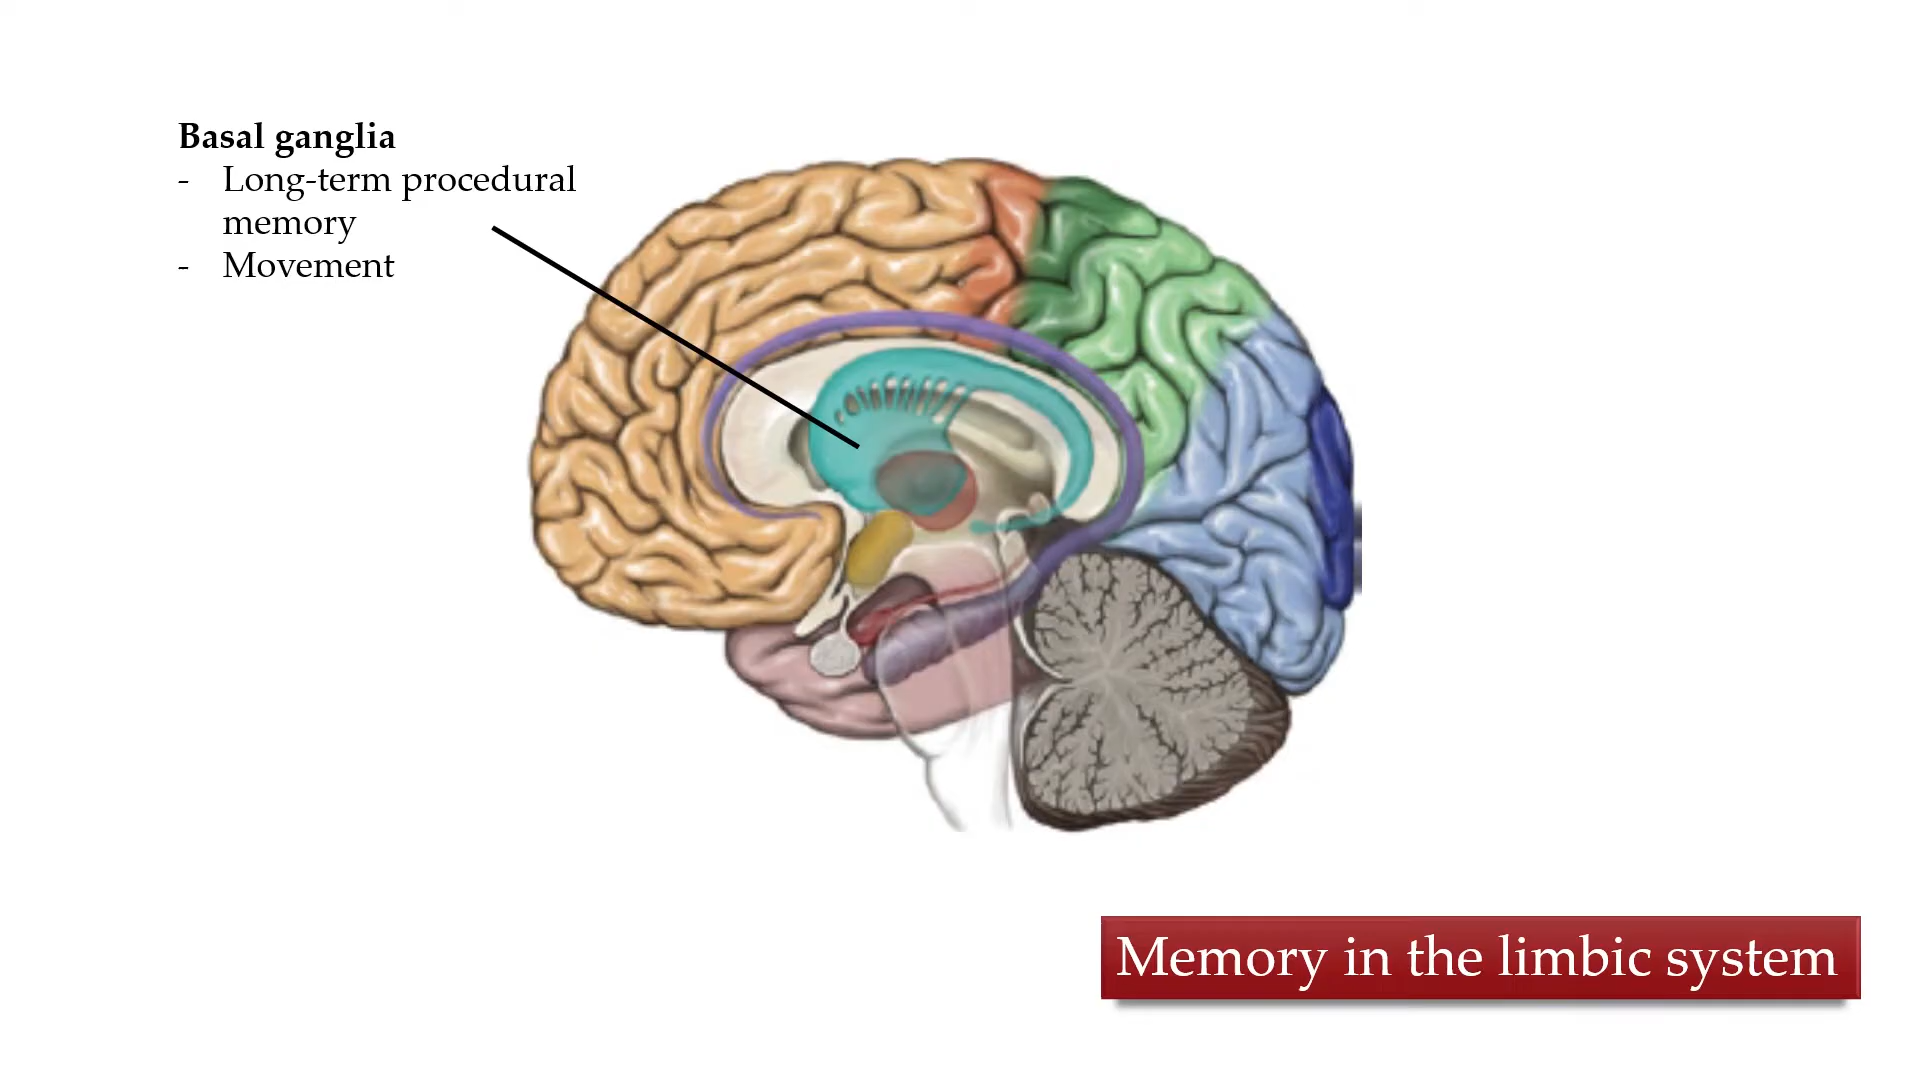 Basal ganglia
- Long-term procedural
memory
- Movement
Memory in the limbic system